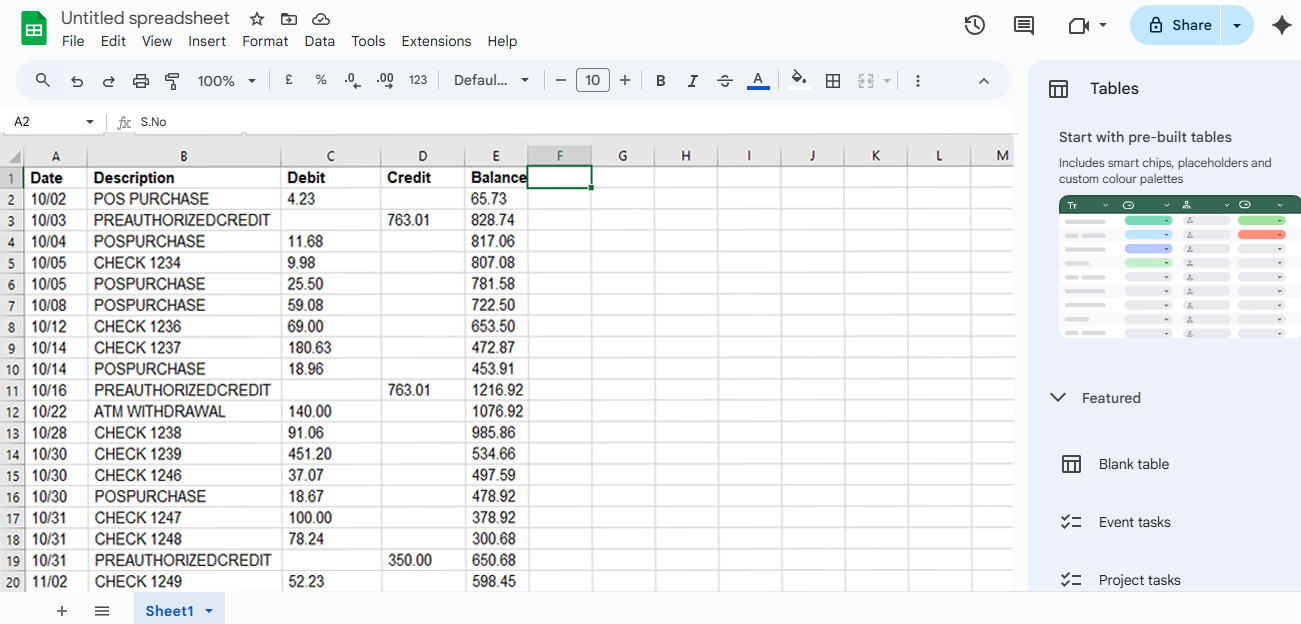 Untitled spreadsheet
File Edit View Insert Format Data Tools Extensions Help
Share
100% £ % .0 .00 123 Defaul... 10 B I A
A2 fx S.No
A B C D E F G H I J K L M
1 Date Description Debit Credit Balance
2 10/02 POS PURCHASE 4.23 65.73
3 10/03 PREAUTHORIZEDCREDIT 763.01 828.74
4 10/04 POSPURCHASE 11.68 817.06
5 10/05 CHECK 1234 9.98 807.08
6 10/05 POSPURCHASE 25.50 781.58
7 10/08 POSPURCHASE 59.08 722.50
8 10/12 CHECK 1236 69.00 653.50
9 10/14 CHECK 1237 180.63 472.87
10 10/14 POSPURCHASE 18.96 453.91
11 10/16 PREAUTHORIZEDCREDIT 763.01 1216.92
12 10/22 ATM WITHDRAWAL 140.00 1076.92
13 10/28 CHECK 1238 91.06 985.86
14 10/30 CHECK 1239 451.20 534.66
15 10/30 CHECK 1246 37.07 497.59
16 10/30 POSPURCHASE 18.67 478.92
17 10/31 CHECK 1247 100.00 378.92
18 10/31 CHECK 1248 78.24 300.68
19 10/31 PREAUTHORIZEDCREDIT 350.00 650.68
20 11/02 CHECK 1249 52.23 598.45
Sheet1
Tables
Start with pre-built tables
Includes smart chips, placeholders and
custom colour palettes
Tт
Featured
Blank table
Event tasks
Project tasks